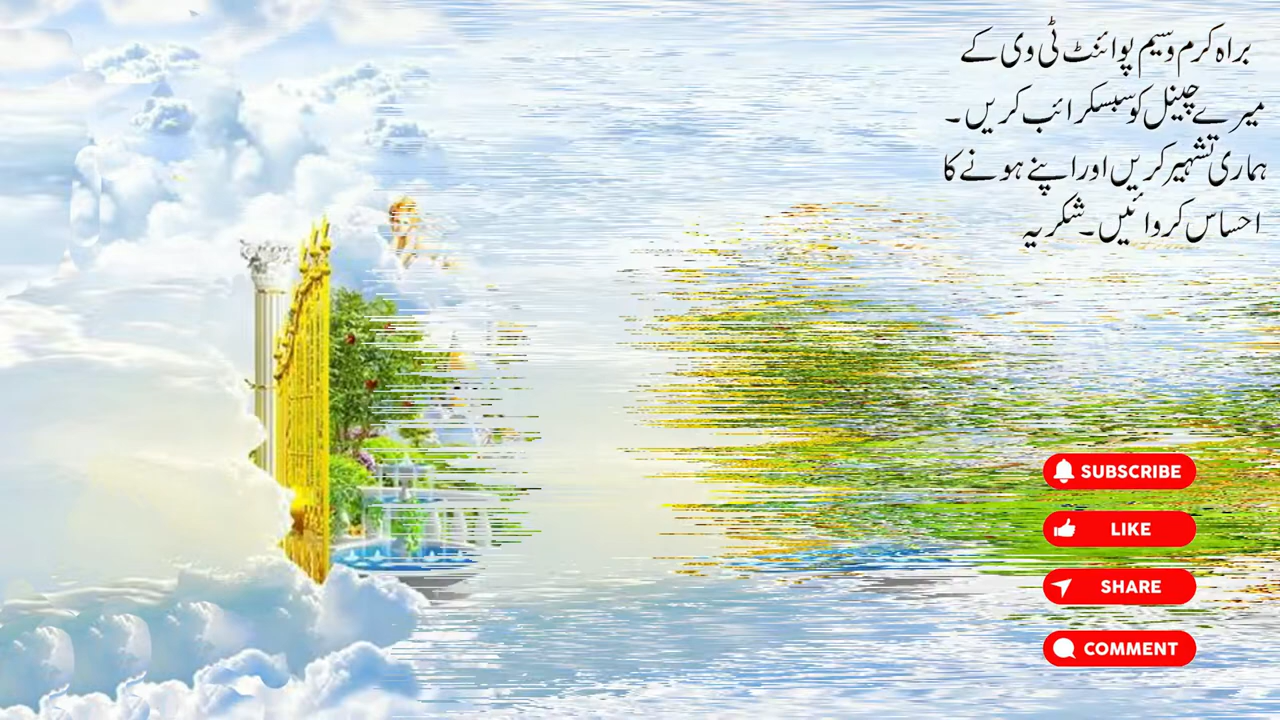 براہ کرم وسیم پوائنٹ ٹی وی کے
میرے چینل کو سبسکرائب کریں۔
ہماری تشہیر کریں اور اپنے ہونے کا
احساس کروائیں۔ شکریہ
SUBSCRIBE
LIKE
SHARE
COMMENT